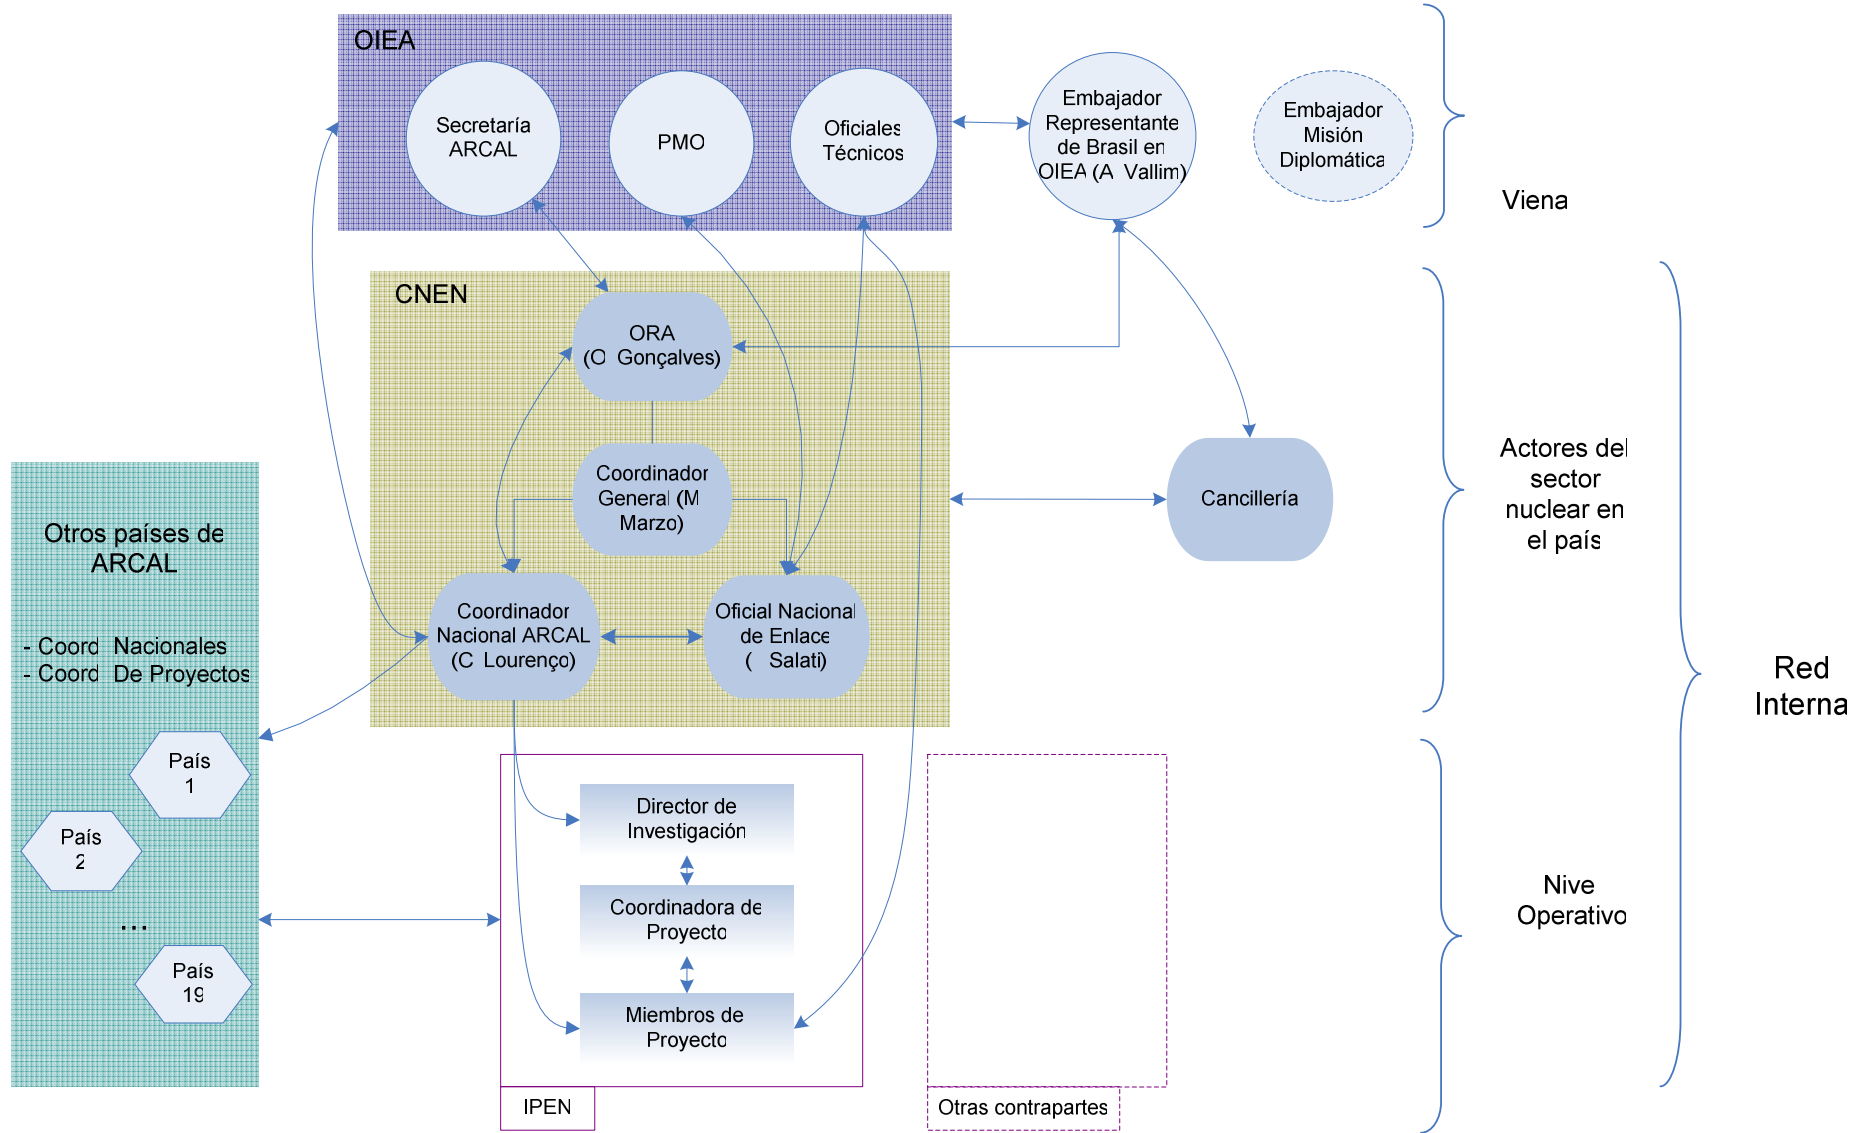 OIEA
Secretaría
ARCAL
PMO
Oficiales
Técnicos
Embajador
Representante
de Brasil en
OIEA (A Vallim)
Embajador
Misión
Diplomática
Viena
CNEN
ORA
(O Gonçalves)
Coordinador
General (M
Marzo)
Coordinador
Nacional ARCAL
(C Lourenço)
Oficial Nacional
de Enlace
( Salati)
Cancillería
Actores del
sector
nuclear en
el país
Red
Interna
Otros países de
ARCAL
- Coord Nacionales
- Coord De Proyectos
País
1
País
2
...
País
19
Director de
Investigación
Coordinadora de
Proyecto
Miembros de
Proyecto
IPEN
Otras contrapartes
Nive
Operativo